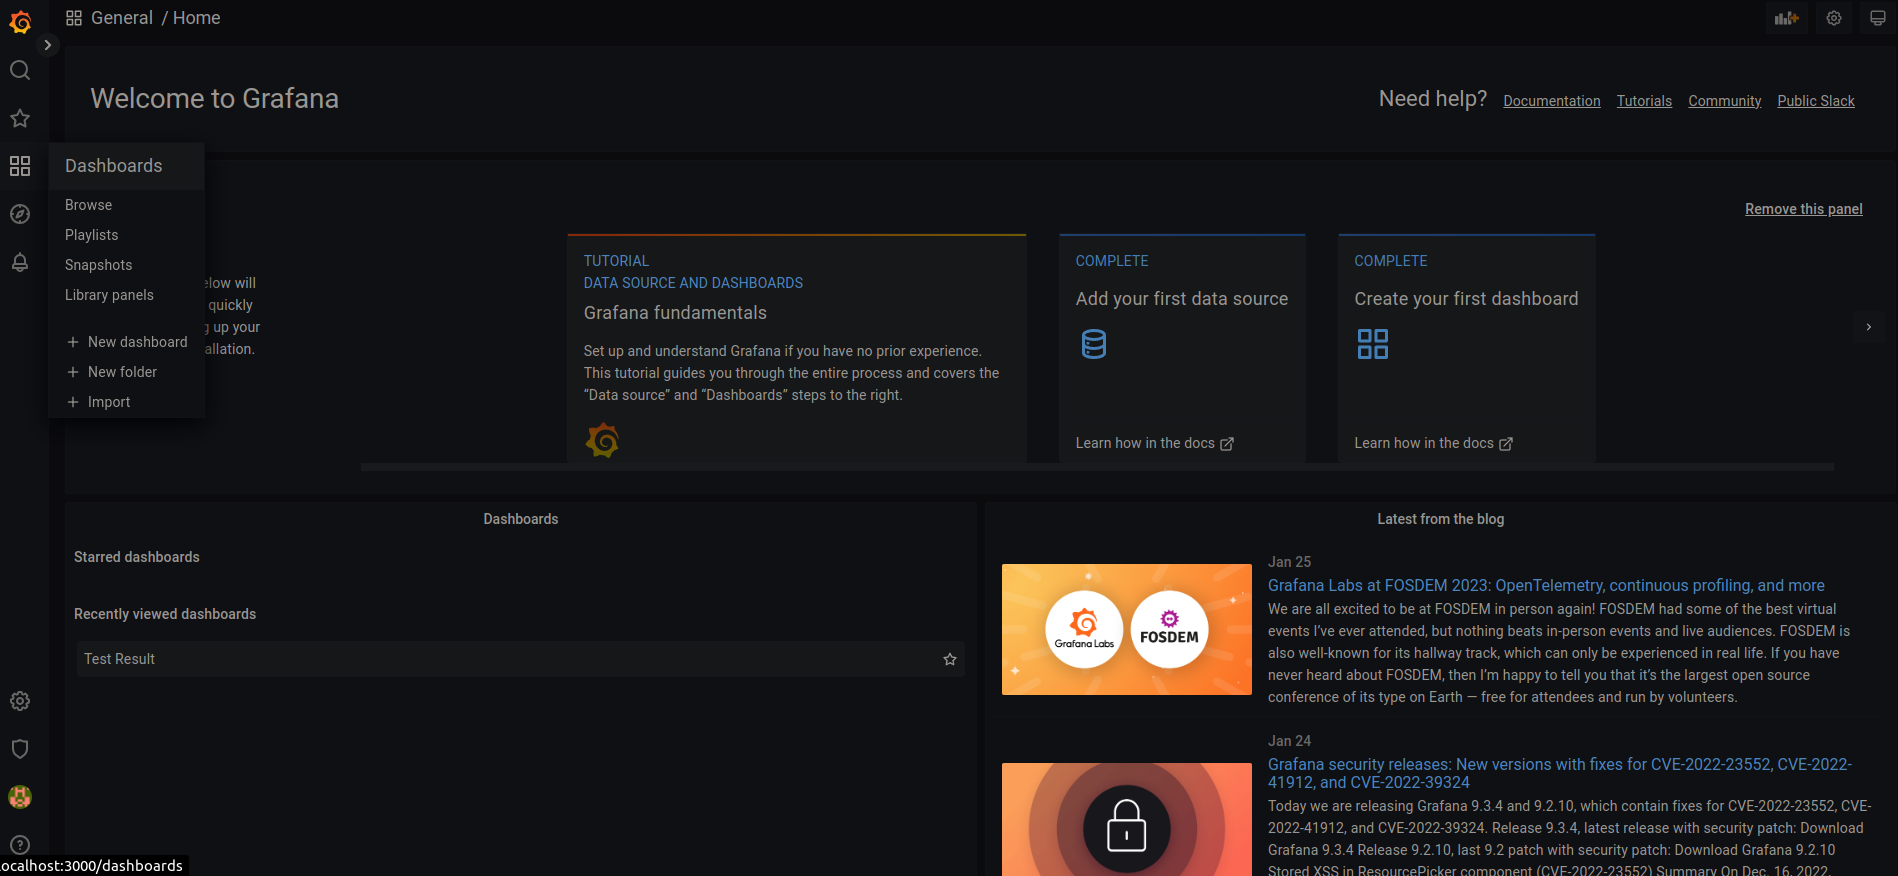 General / Home
Welcome to Grafana
Need help? Documentation Tutorials Community Public Slack
Dashboards
Browse
Playlists
Snapshots
Library panels
New dashboard
New folder
Import
Remove this panel
will
quickly
up your
TUTORIAL
DATA SOURCE AND DASHBOARDS
Grafana fundamentals
Set up and understand Grafana if you have no prior experience.
This tutorial guides you through the entire process and covers the
“Data source” and “Dashboards” steps to the right.
COMPLETE
Add your first data source
Learn how in the docs
COMPLETE
Create your first dashboard
Learn how in the docs
Dashboards
Starred dashboards
Recently viewed dashboards
Test Result
Latest from the blog
Grafana Labs
FOSDEM
Jan 25
Grafana Labs at FOSDEM 2023: OpenTelemetry, continuous profiling, and more
We are all excited to be at FOSDEM in person again! FOSDEM had some of the best virtual
events I’ve ever attended, but nothing beats in-person events and live audiences. FOSDEM is
also well-known for its hallway track, which can only be experienced in real life. If you have
never heard about FOSDEM, then I’m happy to tell you that it’s the largest open source
conference of its type on Earth — free for attendees and run by volunteers.
Jan 24
Grafana security releases: New versions with fixes for CVE-2022-23552, CVE-2022-
41912, and CVE-2022-39324
Today we are releasing Grafana 9.3.4 and 9.2.10, which contain fixes for CVE-2022-23552, CVE-
2022-41912, and CVE-2022-39324. Release 9.3.4, latest release with security patch: Download
Grafana 9.3.4 Release 9.2.10, last 9.2 patch with security patch: Download Grafana 9.2.10
Stored XSS in ResourcePicker component (CVE-2022-23552) Summary On Dec. 16, 2022,
ocalhost:3000/dashboards